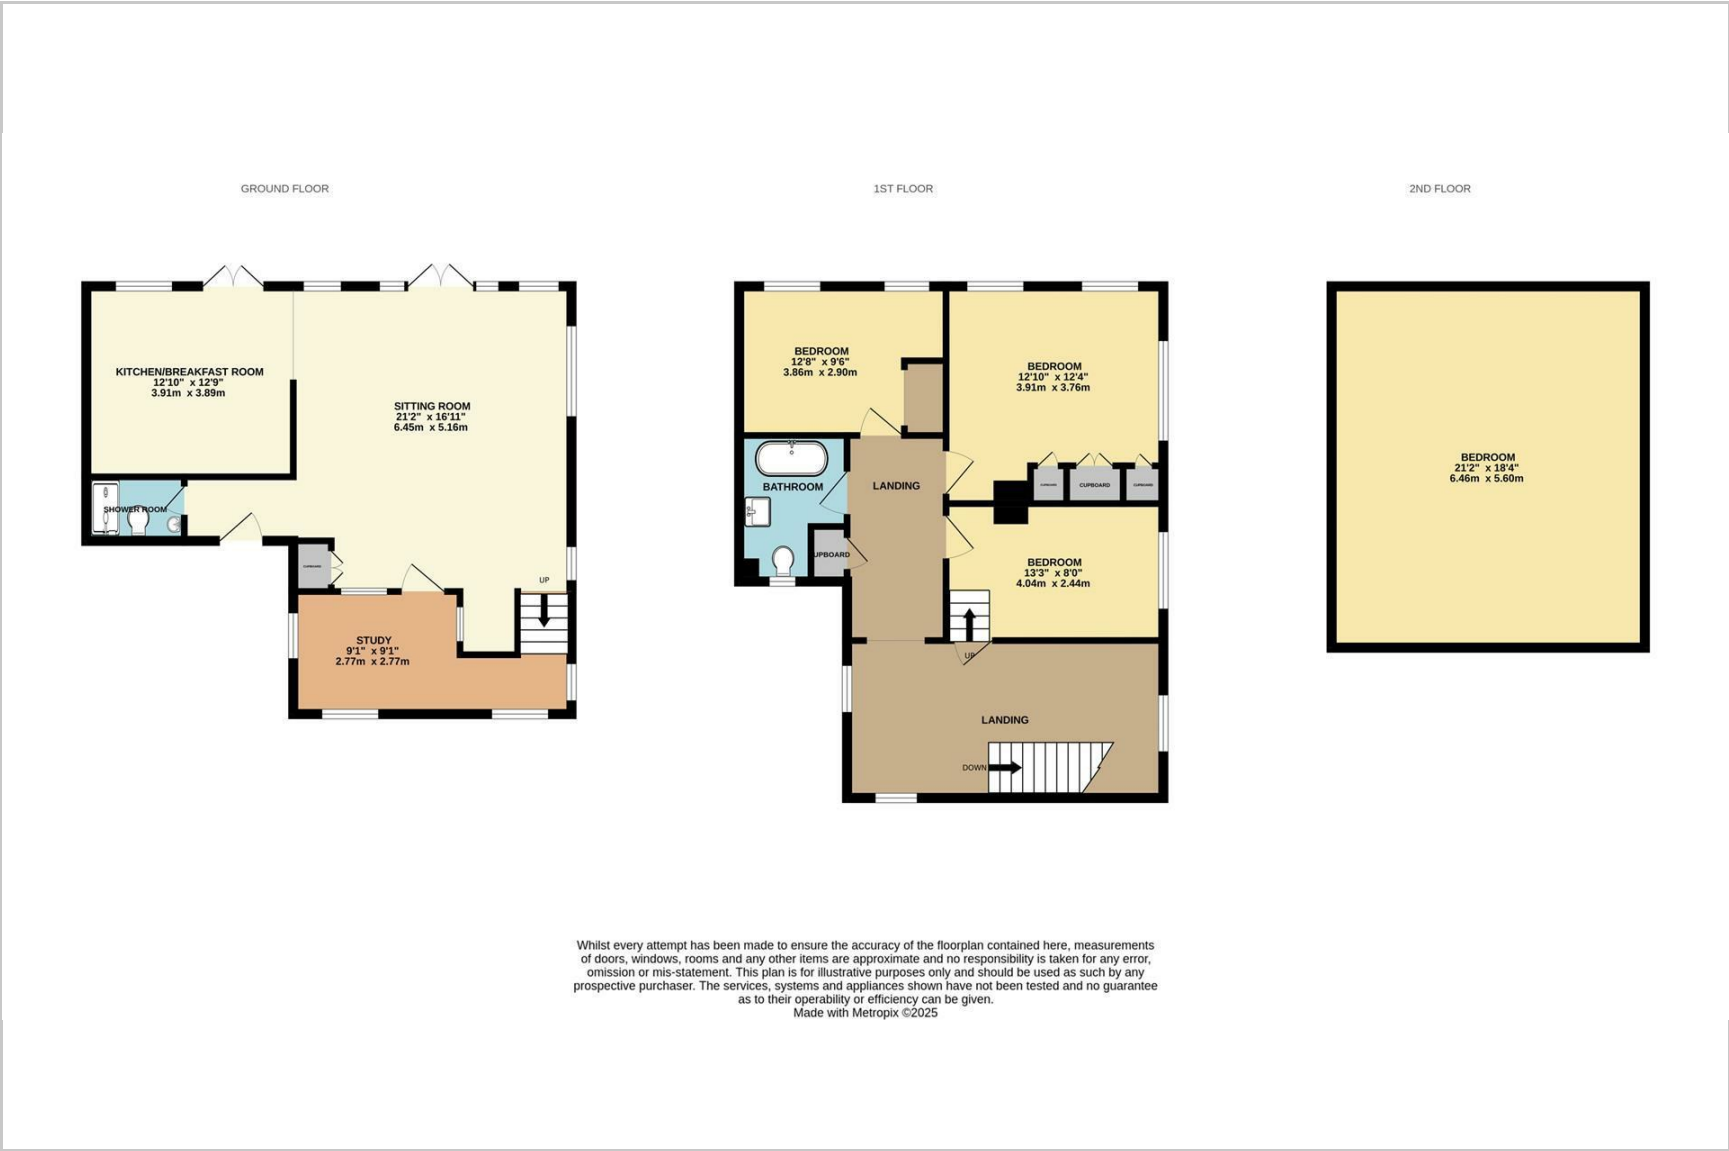 GROUND FLOOR
KITCHEN/BREAKFAST ROOM
12'10" x 12'9"
3.91m x 3.89m
SITTING ROOM
21'2" x 16'11"
6.45m x 5.16m
SHOWER ROOM
CUPBOARD
UP
STUDY
9'1" x 9'1"
2.77m x 2.77m
1ST FLOOR
BEDROOM
12'8" x 9'6"
3.86m x 2.90m
BEDROOM
12'10" x 12'4"
3.91m x 3.76m
BATHROOM
LANDING
CUPBOARD
CUPBOARD
CUPBOARD
UPBOARD
BEDROOM
13'3" x 8'0"
4.04m x 2.44m
UP
LANDING
DOWN
2ND FLOOR
BEDROOM
21'2" x 18'4"
6.46m x 5.60m
Whilst every attempt has been made to ensure the accuracy of the floorplan contained here, measurements
of doors, windows, rooms and any other items are approximate and no responsibility is taken for any error,
omission or mis-statement. This plan is for illustrative purposes only and should be used as such by any
prospective purchaser. The services, systems and appliances shown have not been tested and no guarantee
as to their operability or efficiency can be given.
Made with Metropix ©2025